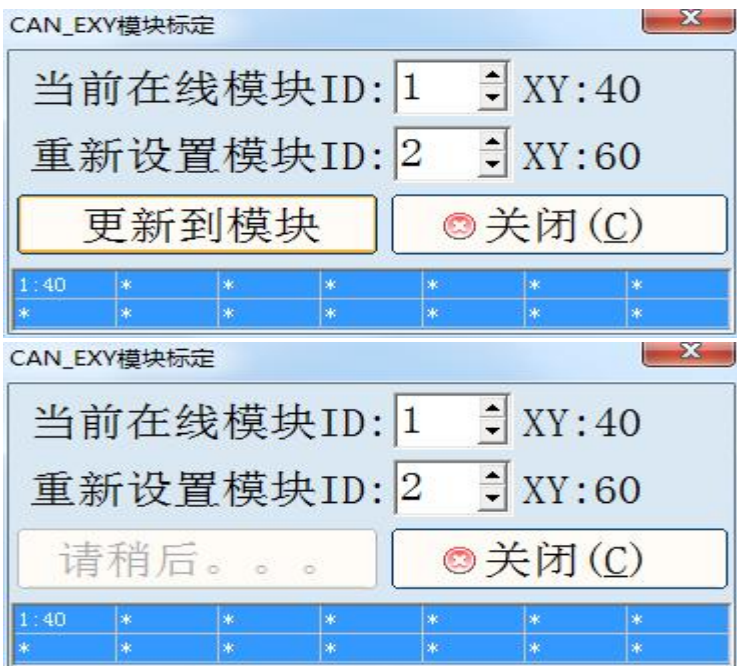 CAN_EXY模块标定
当前在线模块ID: 1 XY:40
重新设置模块ID: 2 XY:60
更新到模块 关闭(C)
1:40 * * * * * *
* * * * * * *
CAN_EXY模块标定
当前在线模块ID: 1 XY:40
重新设置模块ID: 2 XY:60
请稍后。。。 关闭(C)
1:40 * * * * * *
* * * * * * *